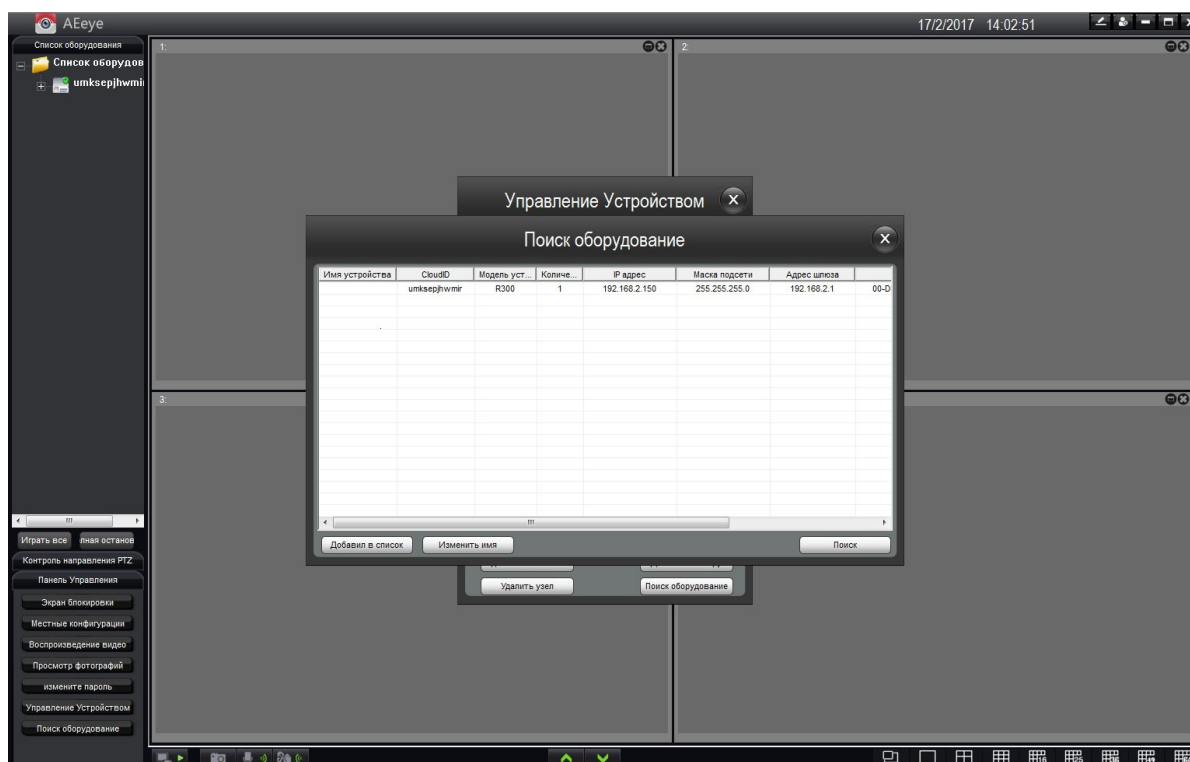 AEeye
17/2/2017 14:02:51
Список оборудования
Список оборудов
umksepjhwmi
1:
2:
3:
Управление Устройством
Поиск оборудование
Имя устройства CloudID Модель уст... Количе... IP адрес Маска подсети Адрес шлюза
umksepjhwmir R300 1 192.168.2.150 255.255.255.0 192.168.2.1 00-D
Добавил в список Изменить имя Поиск
Удалить узел Поиск оборудование
Играть все лная останов
Контроль направления PTZ
Панель Управления
Экран блокировки
Местные конфигурации
Воспроизведение видео
Просмотр фотографий
измените пароль
Управление Устройством
Поиск оборудование
16 25 36 49